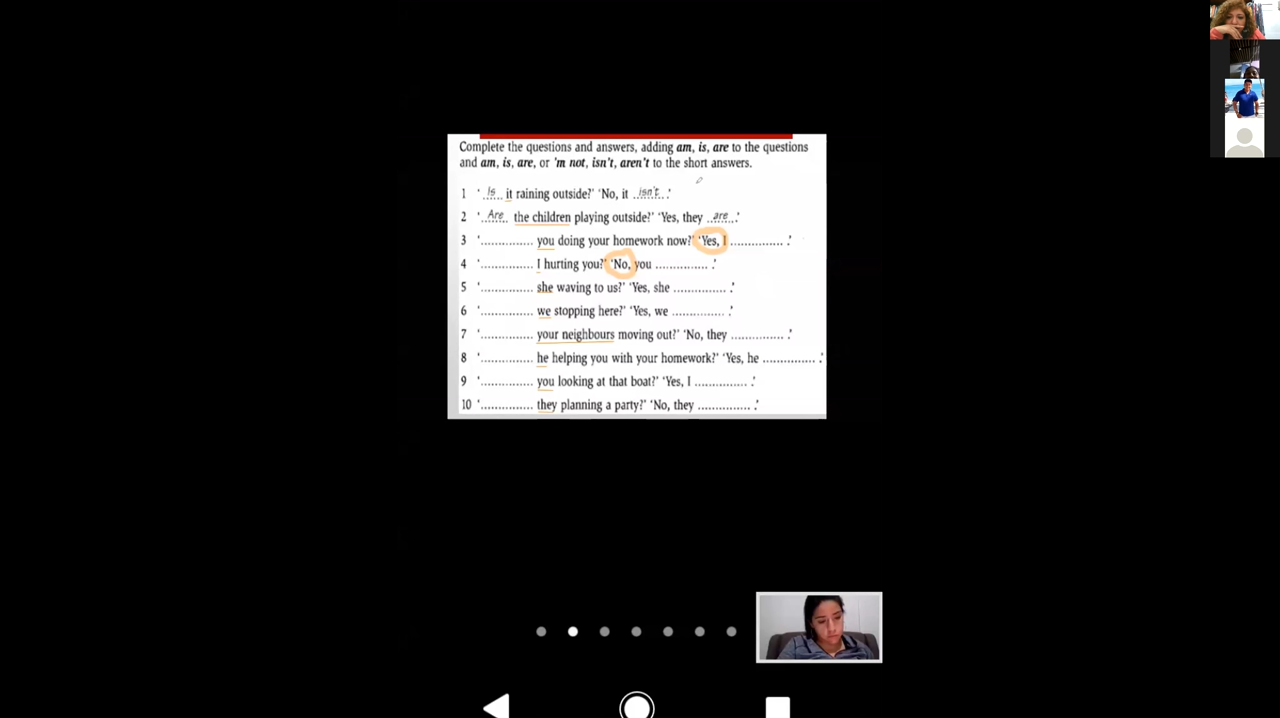 Complete the questions and answers, adding am, is, are to the questions
and am, is, are, or 'm not, isn't, aren't to the short answers.
1 '..Is.. it raining outside?' 'No, it ..isn't...'
2 '..Are.. the children playing outside?' 'Yes, they ..are...'
3 '.............. you doing your homework now?' 'Yes, I ...............'
4 '.............. I hurting you?' 'No, you ...............'
5 '.............. she waving to us?' 'Yes, she ...............'
6 '.............. we stopping here?' 'Yes, we ...............'
7 '.............. your neighbours moving out?' 'No, they ...............'
8 '.............. he helping you with your homework?' 'Yes, he ...............'
9 '.............. you looking at that boat?' 'Yes, I ...............'
10 '.............. they planning a party?' 'No, they ...............'